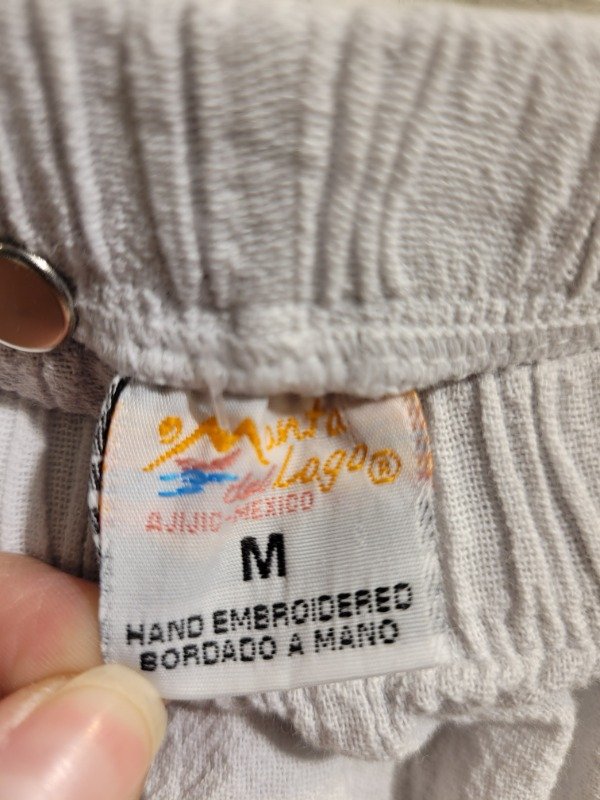 Manta
del Lago®
AJIJIC-MEXICO
M
HAND EMBROIDERED
BORDADO A MANO